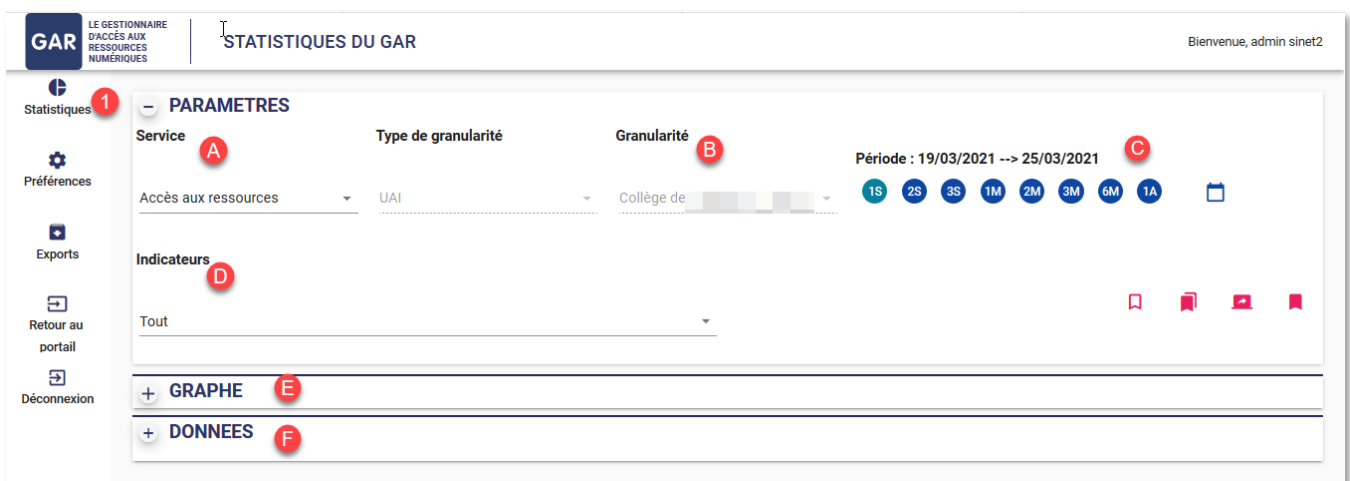 GAR
LE GESTIONNAIRE
D'ACCÈS AUX
RESSOURCES
NUMÉRIQUES
STATISTIQUES DU GAR
Bienvenue, admin sinet2
Statistiques
1
Préférences
Exports
Retour au
portail
Déconnexion
PARAMETRES
Service
A
Type de granularité
Granularité
B
Période : 19/03/2021 --> 25/03/2021
C
Accès aux ressources
UAI
Collège de
1S 2S 3S 1M 2M 3M 6M 1A
Indicateurs
D
Tout
+ GRAPHE
E
+ DONNEES
F